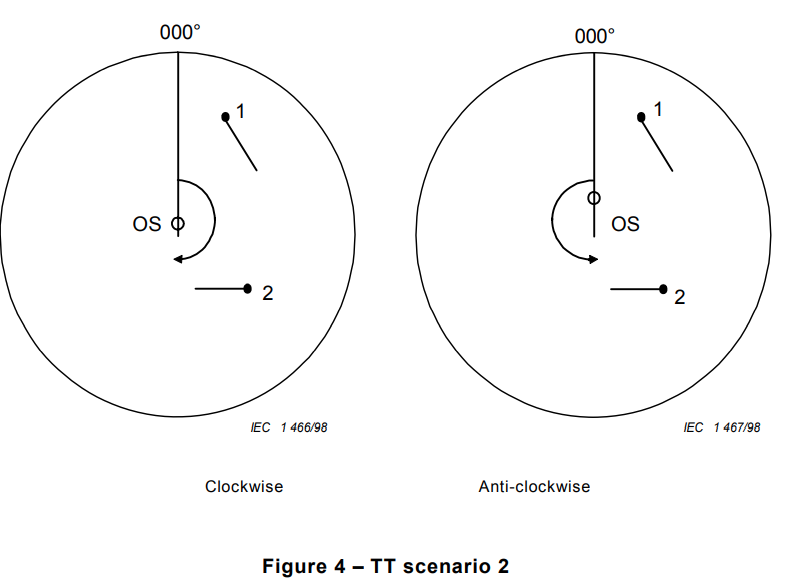 000°
000°
1
1
OS
OS
2
2
IEC 1 466/98
IEC 1 467/98
Clockwise
Anti-clockwise
Figure 4 – TT scenario 2